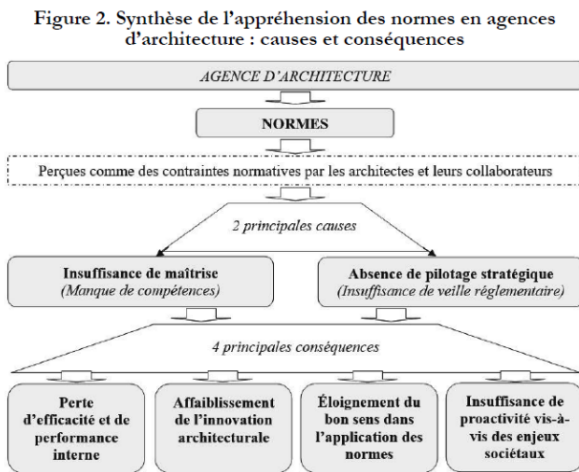 Figure 2. Synthèse de l'appréhension des normes en agences
d'architecture : causes et conséquences
AGENCE D'ARCHITECTURE
NORMES
Perçues comme des contraintes normatives par les architectes et leurs collaborateurs
2 principales causes
Insuffisance de maîtrise
(Manque de compétences)
Absence de pilotage stratégique
(Insuffisance de veille réglementaire)
4 principales conséquences
Perte
d'efficacité et de
performance
interne
Affaiblissement
de l'innovation
architecturale
Éloignement du
bon sens dans
l'application des
normes
Insuffisance de
proactivité vis-à-
vis des enjeux
sociétaux